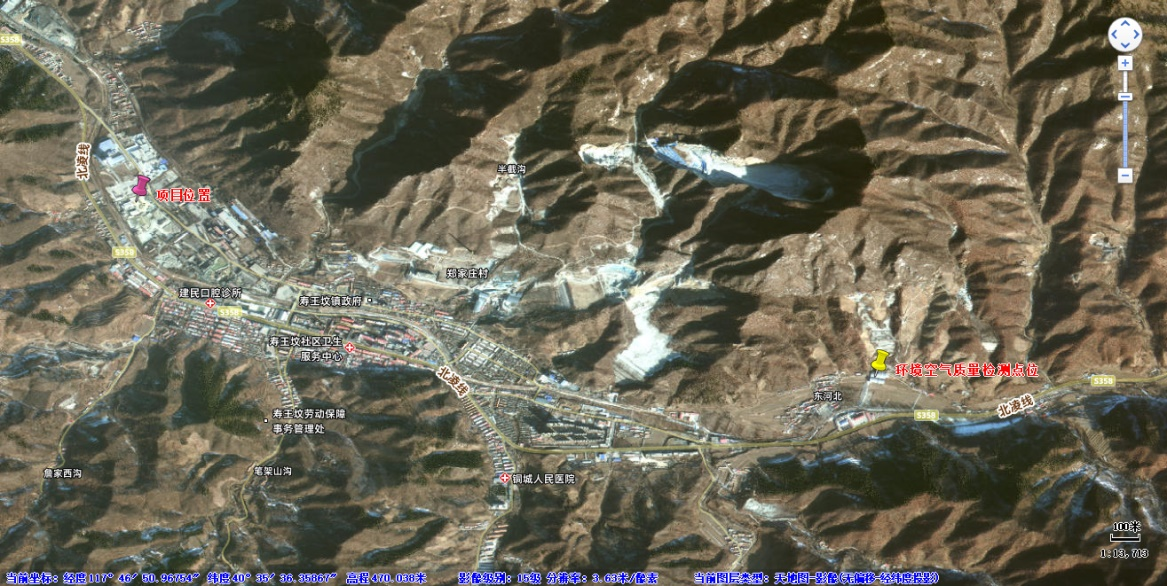 S358
北凌线
半截沟
项目位置
S358
郑家庄村
建民口腔诊所
寿王坟镇政府
S358
寿王坟社区卫生
服务中心
环境空气质量检测点位
北凌线
S358
东河北
北凌线
S358
寿王坟劳动保障
事务管理处
詹家西沟
笔架山沟
铜城人民医院
100米
1:13,713
当前坐标: 经度117° 46′ 50.96754″ 纬度40° 35′ 36.35867″ 高程470.038米 影像级别: 15级 分辨率: 3.63米/像素 当前图层类型: 天地图-影像(无偏移-经纬度投影)